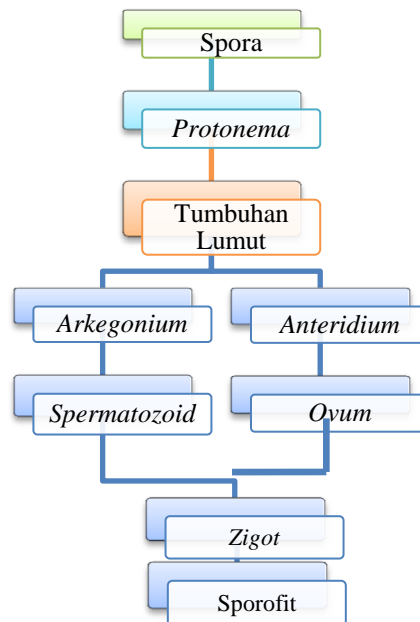 Spora
Protonema
Tumbuhan
Lumut
Arkegonium
Anteridium
Spermatozoid
Ovum
Zigot
Sporofit